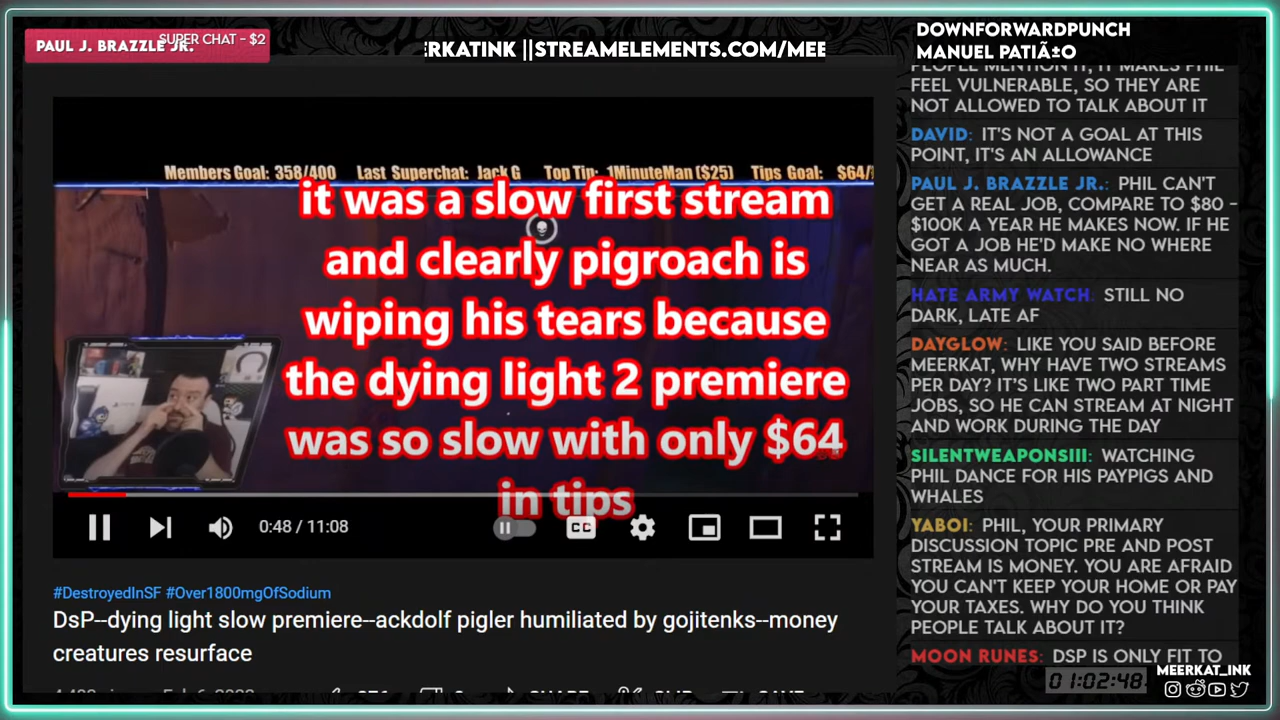 PAUL J. BRAZZLE JR.
SUPER CHAT - $2
RKATINK ||STREAMELEMENTS.COM/MEE
DOWNFORWARDPUNCH
MANUEL PATIÃ±O
PEOPLE MENTION IT, IT MAKES PHIL
FEEL VULNERABLE, SO THEY ARE
NOT ALLOWED TO TALK ABOUT IT
DAVID: IT'S NOT A GOAL AT THIS
POINT, IT'S AN ALLOWANCE
PAUL J. BRAZZLE JR.: PHIL CAN'T
GET A REAL JOB, COMPARE TO $80 -
$100K A YEAR HE MAKES NOW. IF HE
GOT A JOB HE'D MAKE NO WHERE
NEAR AS MUCH.
HATE ARMY WATCH: STILL NO
DARK, LATE AF
DAYGLOW: LIKE YOU SAID BEFORE
MEERKAT, WHY HAVE TWO STREAMS
PER DAY? IT'S LIKE TWO PART TIME
JOBS, SO HE CAN STREAM AT NIGHT
AND WORK DURING THE DAY
SILENTWEAPONSIII: WATCHING
PHIL DANCE FOR HIS PAYPIGS AND
WHALES
YABOI: PHIL, YOUR PRIMARY
DISCUSSION TOPIC PRE AND POST
STREAM IS MONEY. YOU ARE AFRAID
YOU CAN'T KEEP YOUR HOME OR PAY
YOUR TAXES. WHY DO YOU THINK
PEOPLE TALK ABOUT IT?
MOON RUNES: DSP IS ONLY FIT TO
Members Goal: 358/400 Last Superchat: Jack G Top Tip: 1MinuteMan ($25) Tips Goal: $64/
it was a slow first stream
and clearly pigroach is
wiping his tears because
the dying light 2 premiere
was so slow with only $64
in tips
0:48 / 11:08
CC
#DestroyedInSF #Over1800mgOfSodium
DsP--dying light slow premiere--ackdolf pigler humiliated by gojitenks--money
creatures resurface
MEERKAT_INK
01:02:48